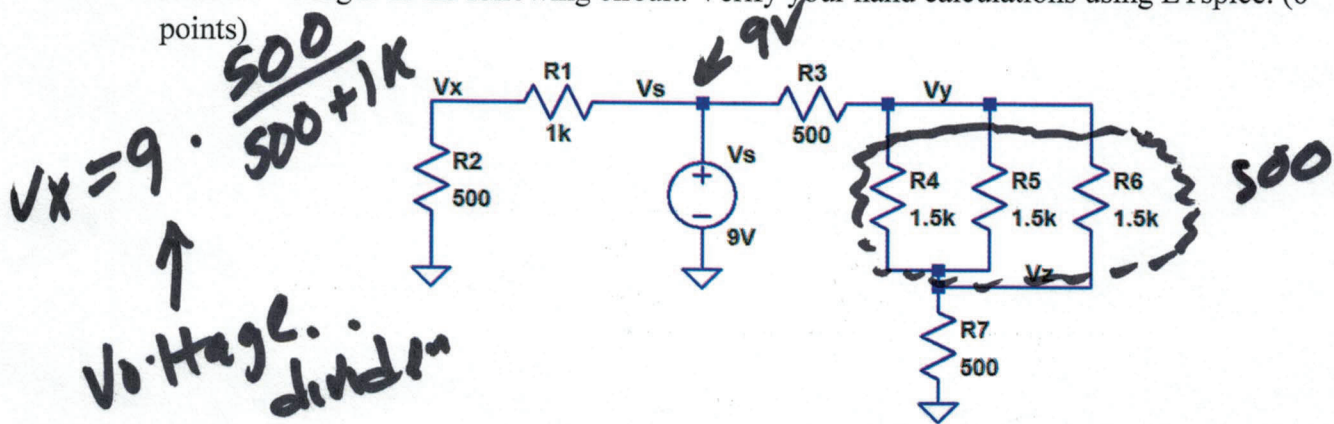 points)
Vx = 9 · 500 / 500 + 1K
Voltage
divider
9V
Vx
R1
1k
Vs
R3
500
Vy
R2
500
Vs
9V
R4
1.5k
R5
1.5k
R6
1.5k
500
Vz
R7
500